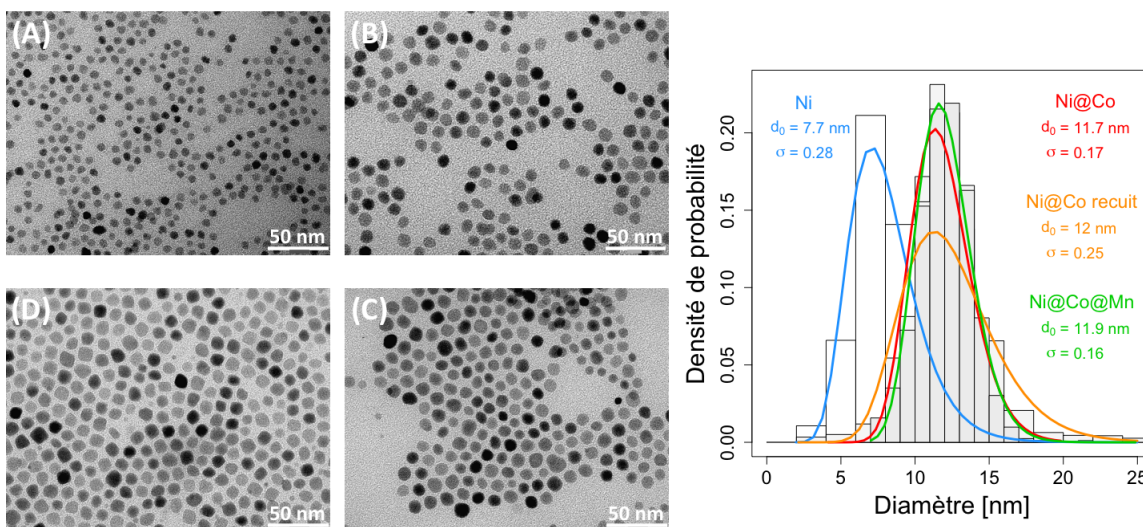 (A)
50 nm
(B)
50 nm
(D)
50 nm
(C)
50 nm
Densité de probabilité
0.20
0.15
0.10
0.05
0.00
Ni
d₀ = 7.7 nm
σ = 0.28
Ni@Co
d₀ = 11.7 nm
σ = 0.17
Ni@Co recuit
d₀ = 12 nm
σ = 0.25
Ni@Co@Mn
d₀ = 11.9 nm
σ = 0.16
0 5 10 15 20 25
Diamètre [nm]